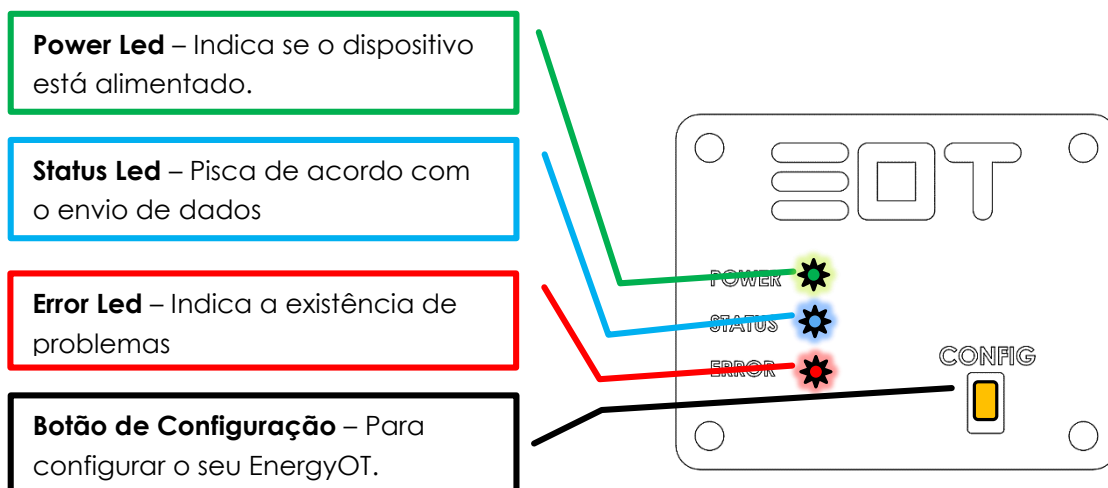 Power Led – Indica se o dispositivo
está alimentado.
Status Led – Pisca de acordo com
o envio de dados
Error Led – Indica a existência de
problemas
Botão de Configuração – Para
configurar o seu EnergyOT.
EOT
POWER
STATUS
ERROR
CONFIG